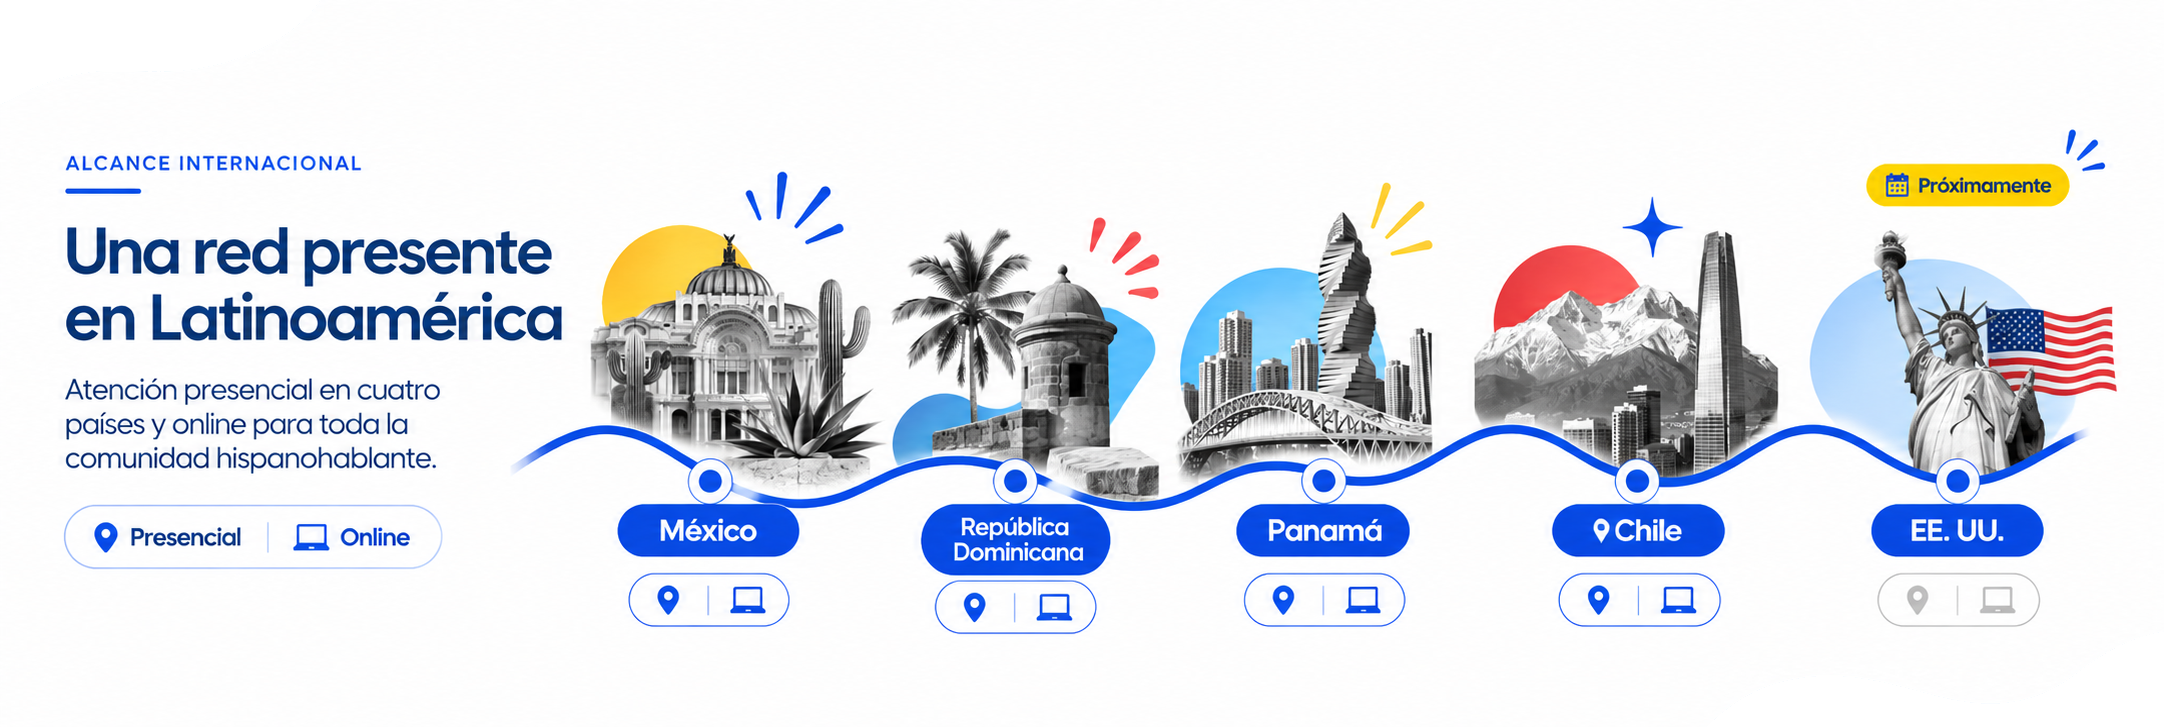 ALCANCE INTERNACIONAL
Una red presente
en Latinoamérica
Atención presencial en cuatro
países y online para toda la
comunidad hispanohablante.
Presencial
Online
México
República
Dominicana
Panamá
Chile
Próximamente
EE. UU.